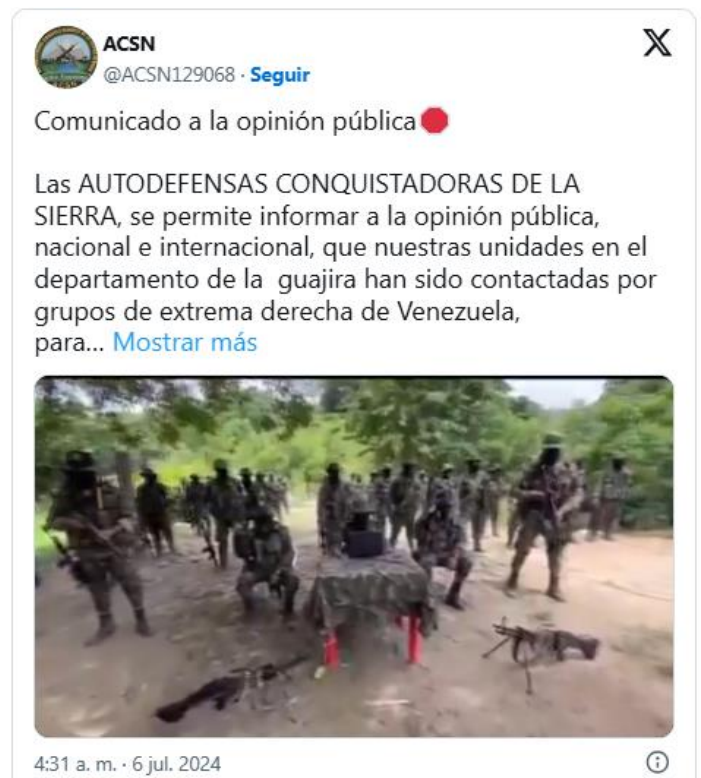 ACSN
@ACSN129068 · Seguir
Comunicado a la opinión pública
Las AUTODEFENSAS CONQUISTADORAS DE LA
SIERRA, se permite informar a la opinión pública,
nacional e internacional, que nuestras unidades en el
departamento de la  guajira han sido contactadas por
grupos de extrema derecha de Venezuela,
para... Mostrar más
4:31 a. m. · 6 jul. 2024